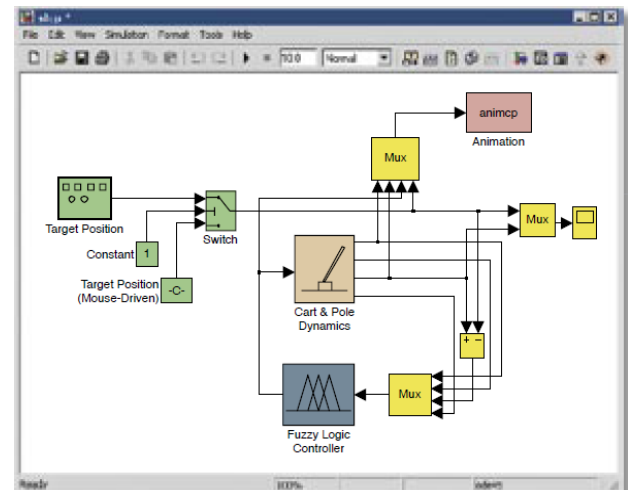 File Edit View Simulation Format Tools Help
10.0 Normal
animcp
Animation
Mux
Target Position
Switch
Mux
Constant 1
Target Position
(Mouse-Driven) -C-
Cart & Pole
Dynamics
+ -
Mux
Fuzzy Logic
Controller
Ready 100%